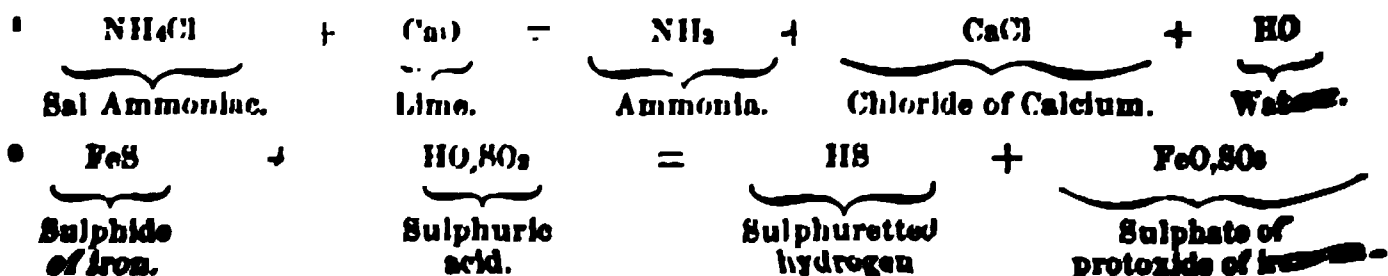 NH₄Cl + CaO = NH₃ + CaCl + HO
Sal Ammoniac. Lime. Ammonia. Chloride of Calcium. Water.
FeS + HO,SO₃ = HS + FeO,SO₃
Sulphide Sulphuric Sulphuretted Sulphate of
of iron. acid. hydrogen protoxide of iron